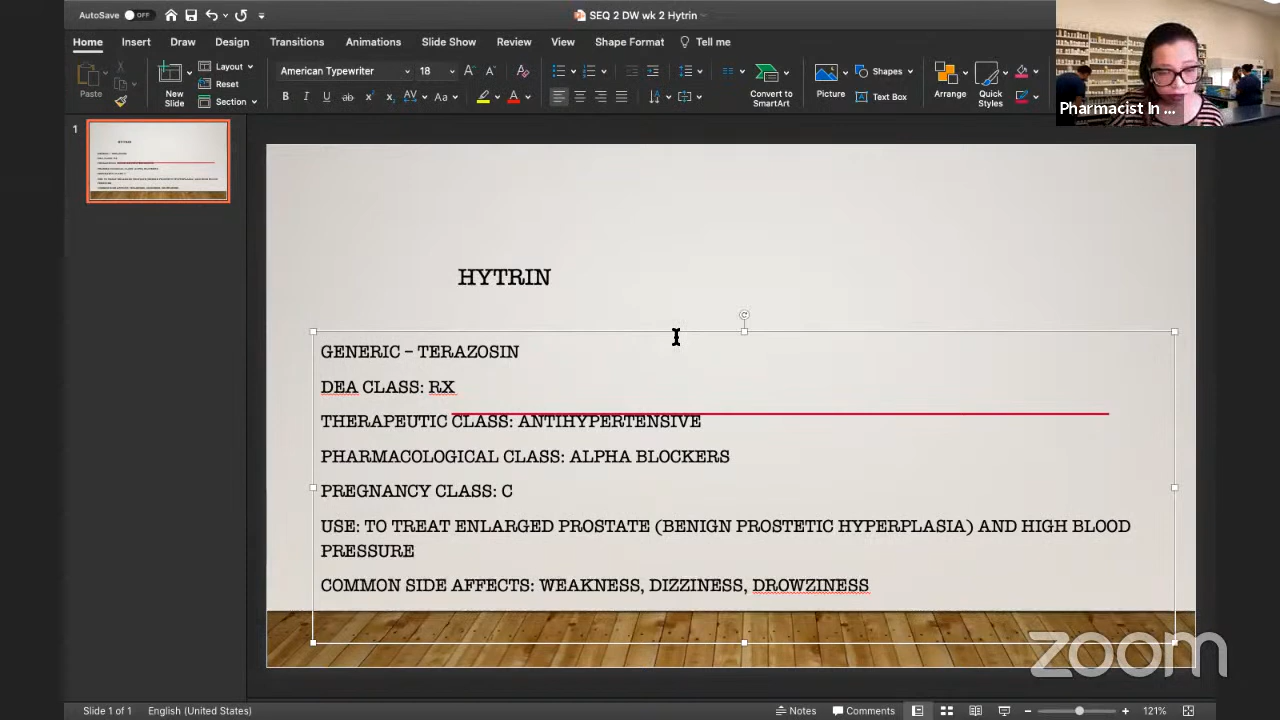 AutoSave OFF
SEQ 2 DW wk 2 Hytrin
Home Insert Draw Design Transitions Animations Slide Show Review View Shape Format Tell me
Paste
New Slide
Layout
Reset
Section
American Typewriter 18
Convert to SmartArt
Picture
Shapes
Text Box
Arrange
Quick Styles
Pharmacist In ...
1
HYTRIN
GENERIC – TERAZOSIN
DEA CLASS: RX
THERAPEUTIC CLASS: ANTIHYPERTENSIVE
PHARMACOLOGICAL CLASS: ALPHA BLOCKERS
PREGNANCY CLASS: C
USE: TO TREAT ENLARGED PROSTATE (BENIGN PROSTETIC HYPERPLASIA) AND HIGH BLOOD
PRESSURE
COMMON SIDE AFFECTS: WEAKNESS, DIZZINESS, DROWZINESS
zoom
Slide 1 of 1 English (United States) Notes Comments 121%